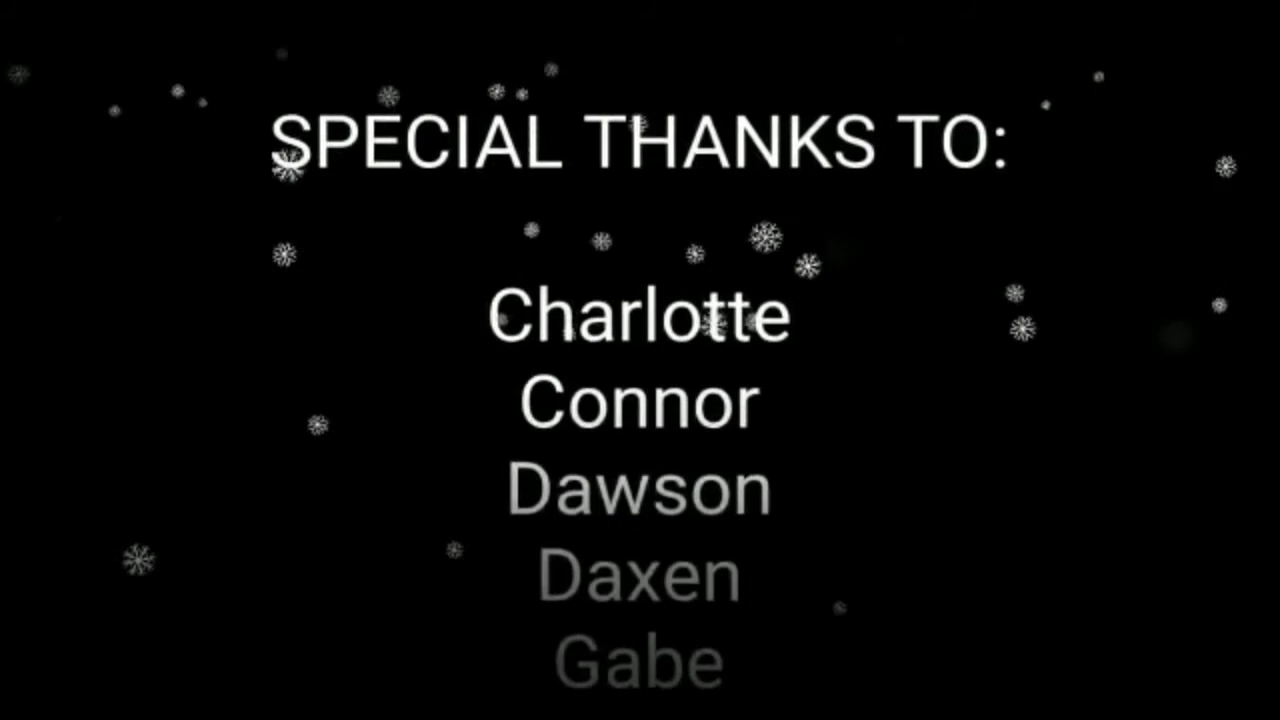 SPECIAL THANKS TO:
Charlotte
Connor
Dawson
Daxen
Gabe